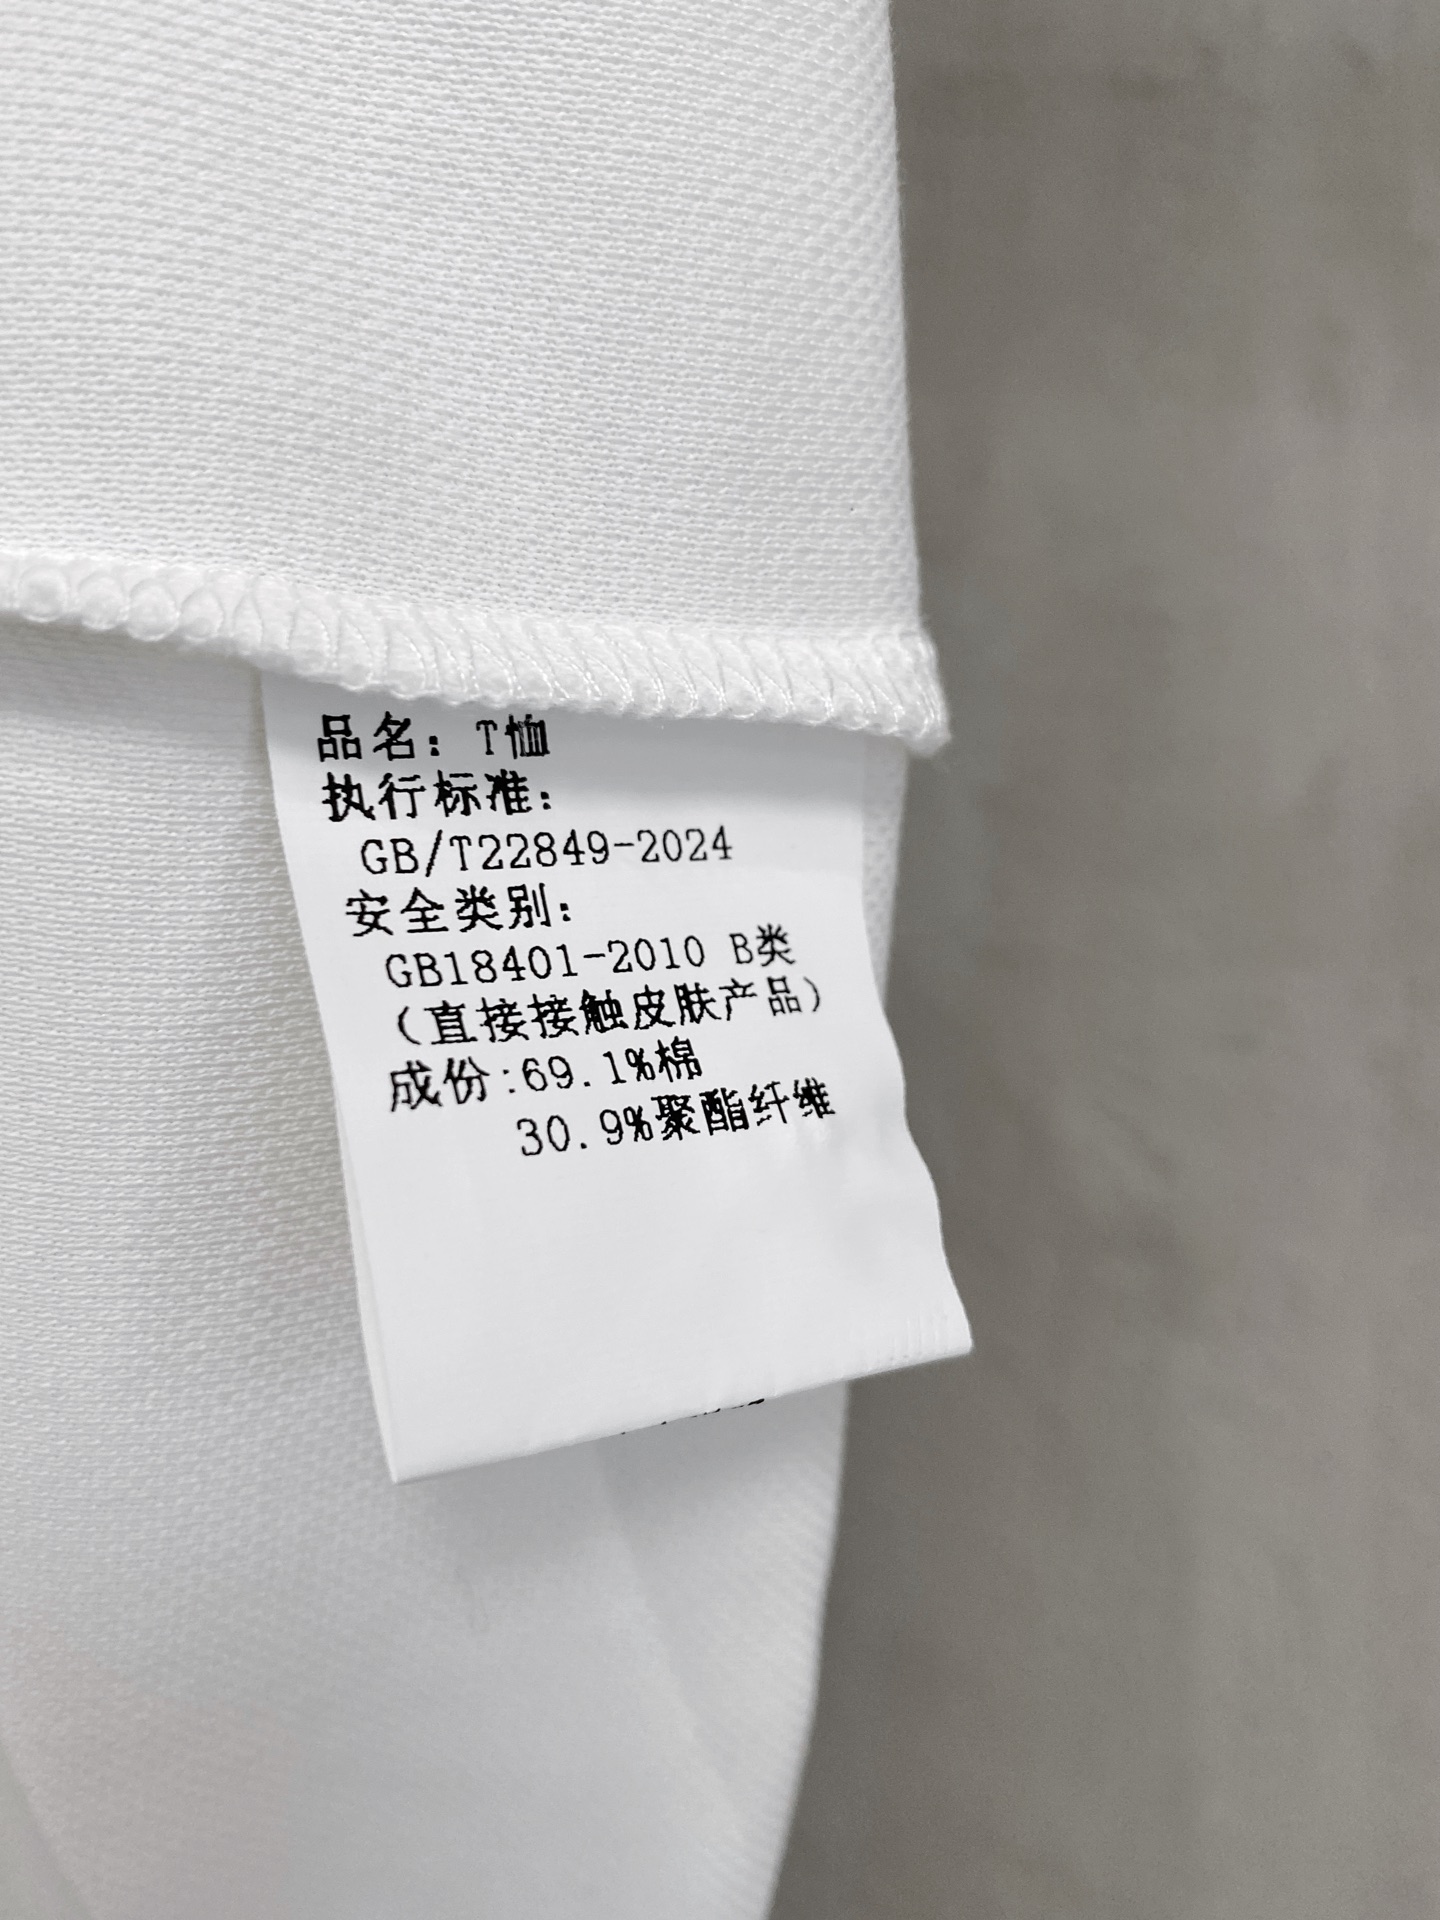 品名：T恤
执行标准：
GB/T22849-2024
安全类别：
GB18401-2010 B类
（直接接触皮肤产品）
成份:69.1%棉
30.9%聚酯纤维